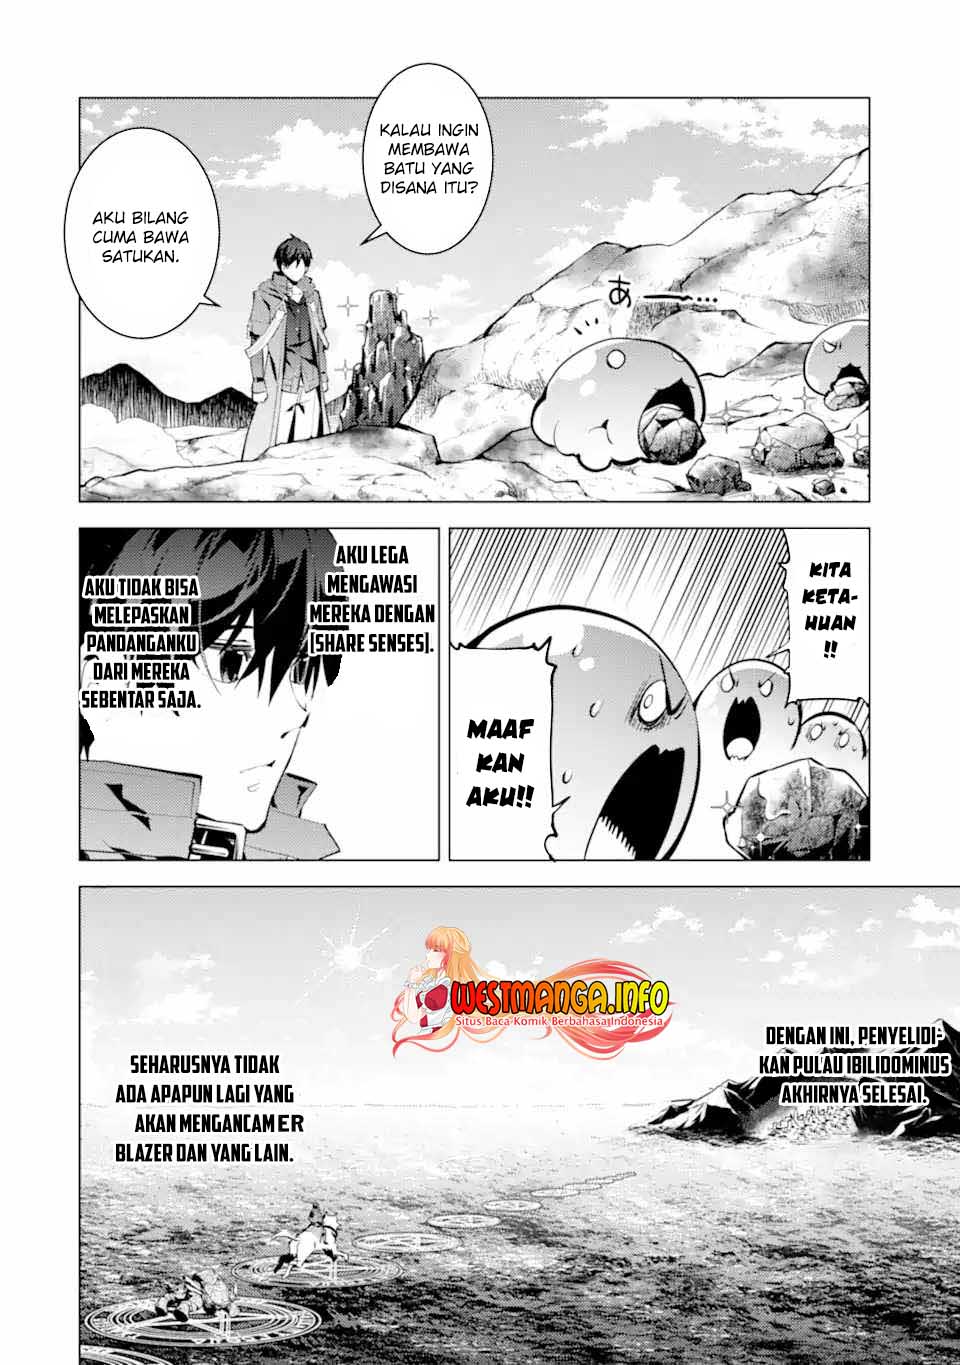 KALAU INGIN
MEMBAWA
BATU YANG
DISANA ITU?
AKU BILANG
CUMA BAWA
SATUKAN.
あ
KITA
KETA-
HUAN
!!
MAAF
KAN
AKU!!
AKU LEGA
MENGAWASI
MEREKA DENGAN
[SHARE SENSES].
AKU TIDAK BISA
MELEPASKAN
PANDANGANKU
DARI MEREKA
SEBENTAR SAJA.
WESTMANGA.INFO
Situs Baca Komik Berbahasa Indonesia
DENGAN INI, PENYELIDI-
KAN PULAU IBILIDOMINUS
AKHIRNYA SELESAI.
SEHARUSNYA TIDAK
ADA APAPUN LAGI YANG
AKAN MENGANCAM ER
BLAZER DAN YANG LAIN.